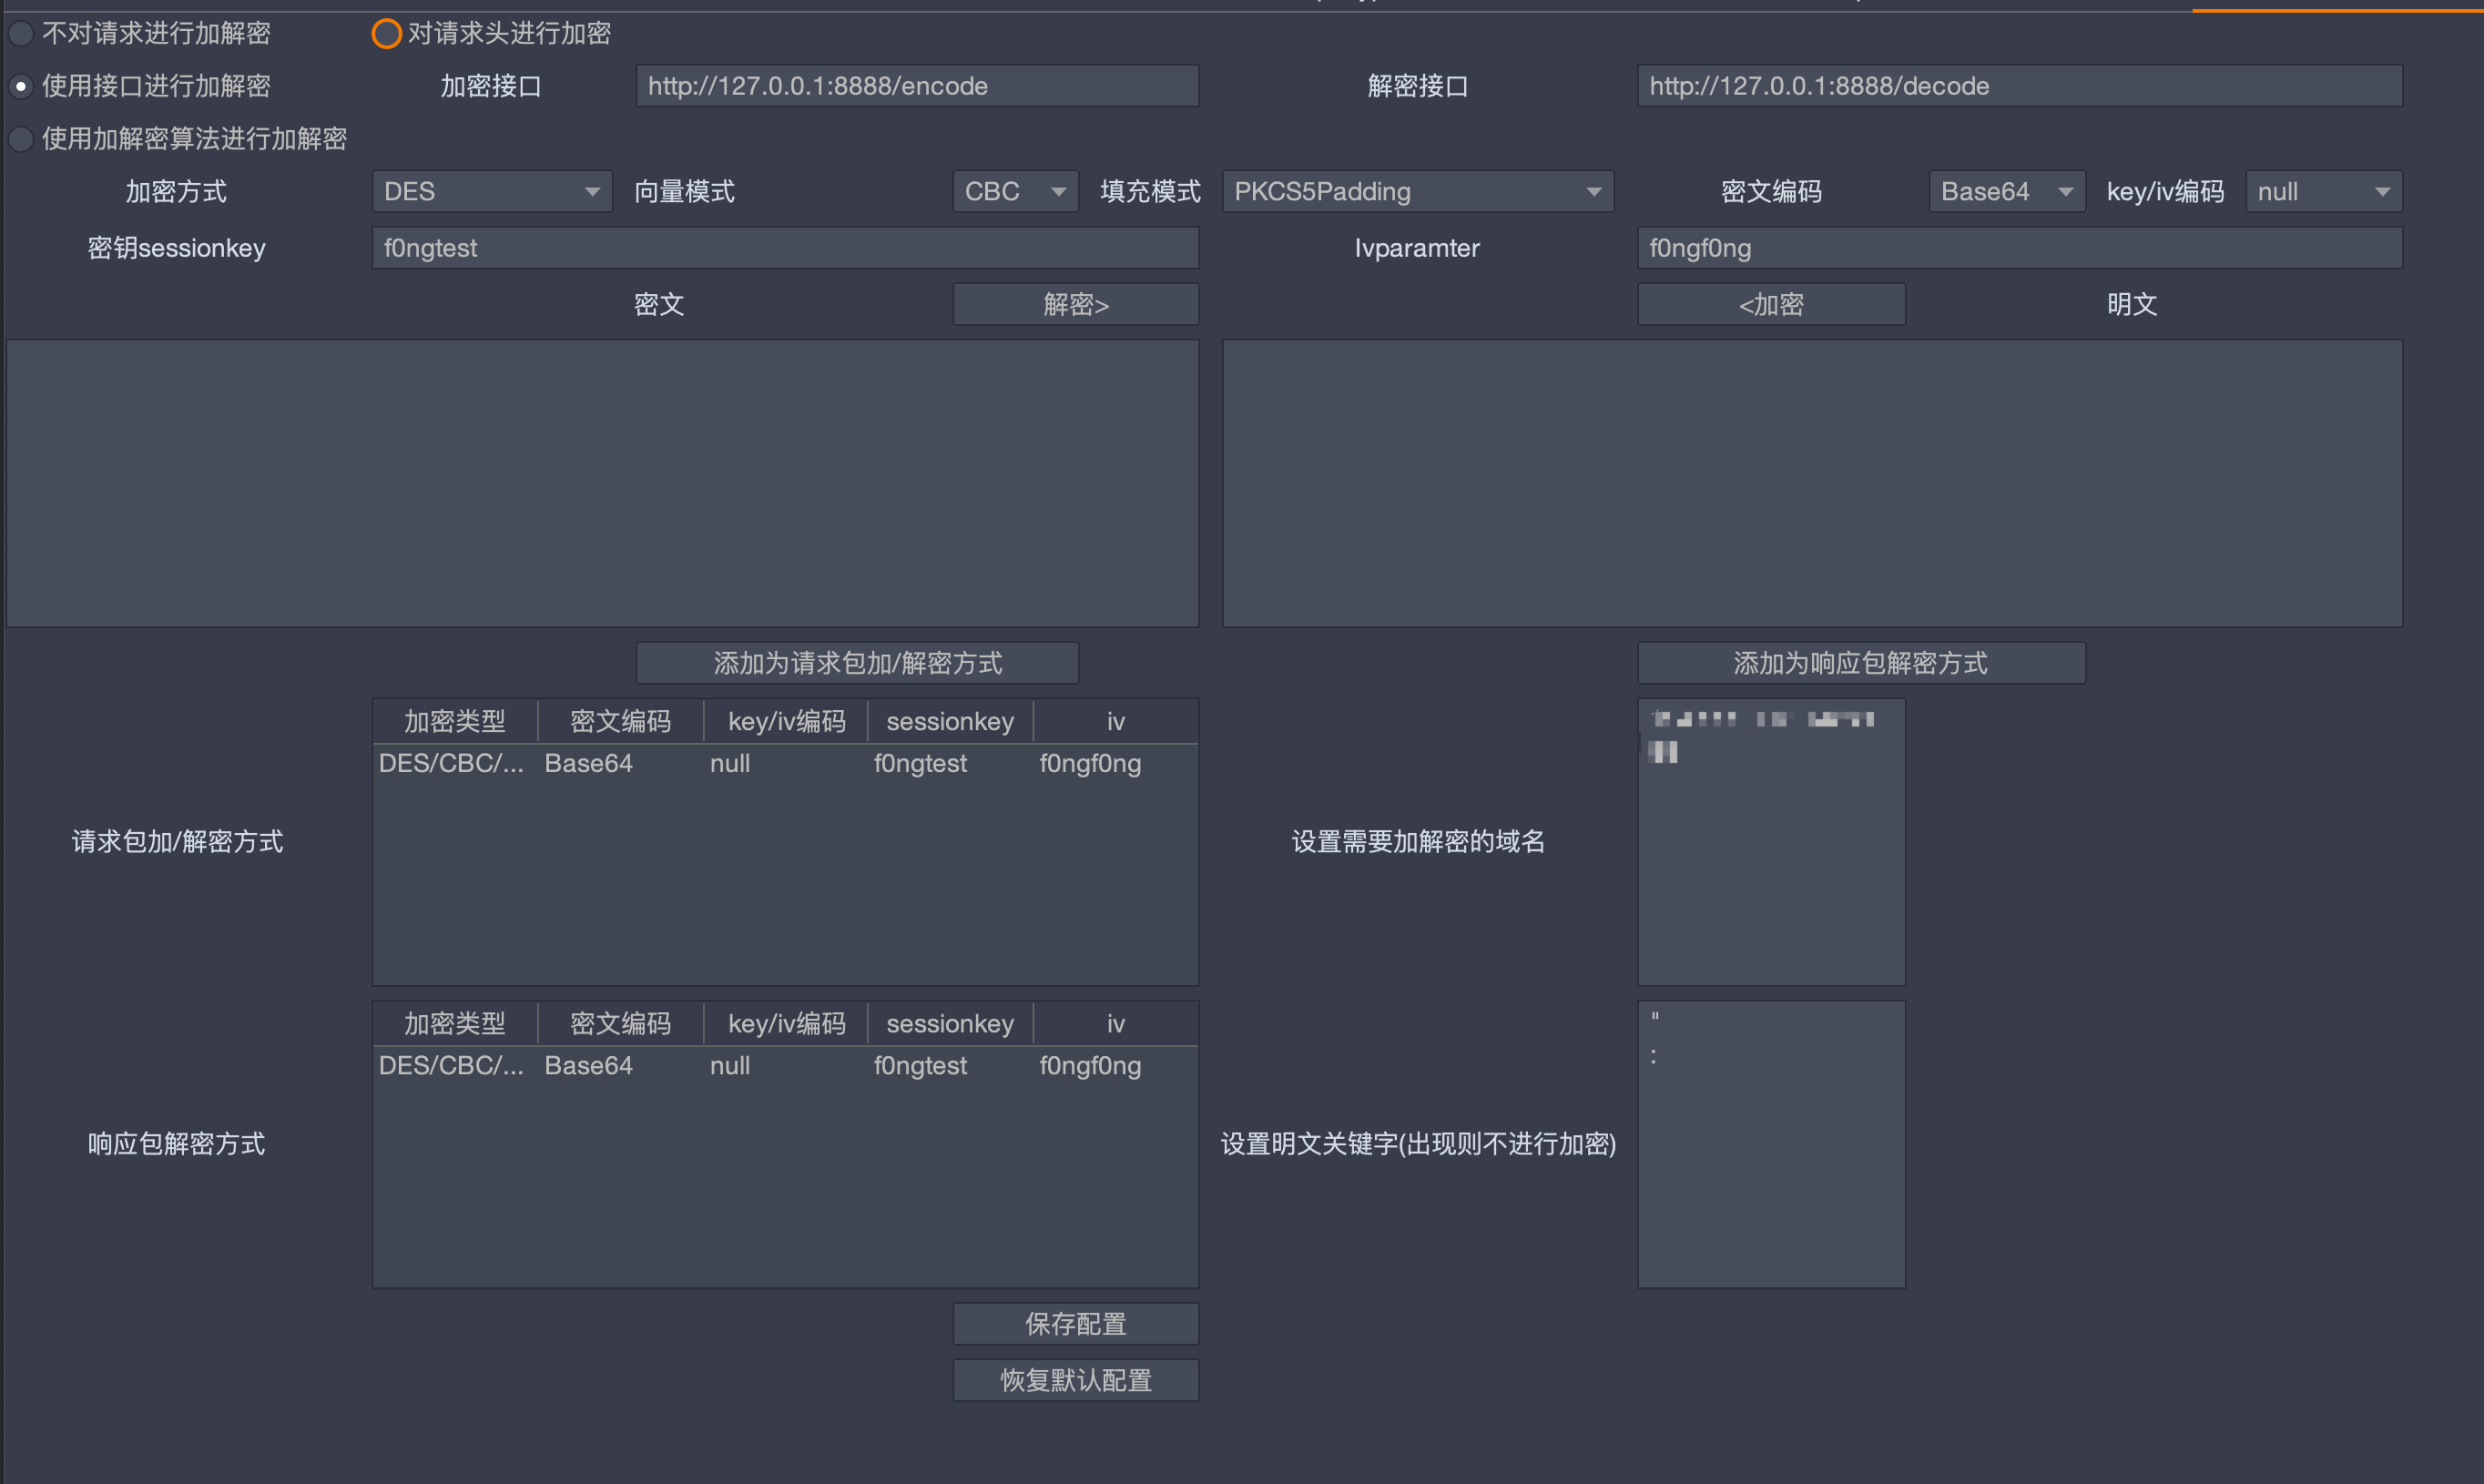 不对请求进行加解密 对请求头进行加密
使用接口进行加解密 加密接口 http://127.0.0.1:8888/encode 解密接口 http://127.0.0.1:8888/decode
使用加解密算法进行加解密
加密方式 DES 向量模式 CBC 填充模式 PKCS5Padding 密文编码 Base64 key/iv编码 null
密钥sessionkey f0ngtest Ivparamter f0ngf0ng
密文 解密> <加密 明文
添加为请求包加/解密方式 添加为响应包解密方式
加密类型 密文编码 key/iv编码 sessionkey iv
DES/CBC/... Base64 null f0ngtest f0ngf0ng
请求包加/解密方式 设置需要加解密的域名
加密类型 密文编码 key/iv编码 sessionkey iv
"
DES/CBC/... Base64 null f0ngtest f0ngf0ng
:
响应包解密方式 设置明文关键字(出现则不进行加密)
保存配置
恢复默认配置